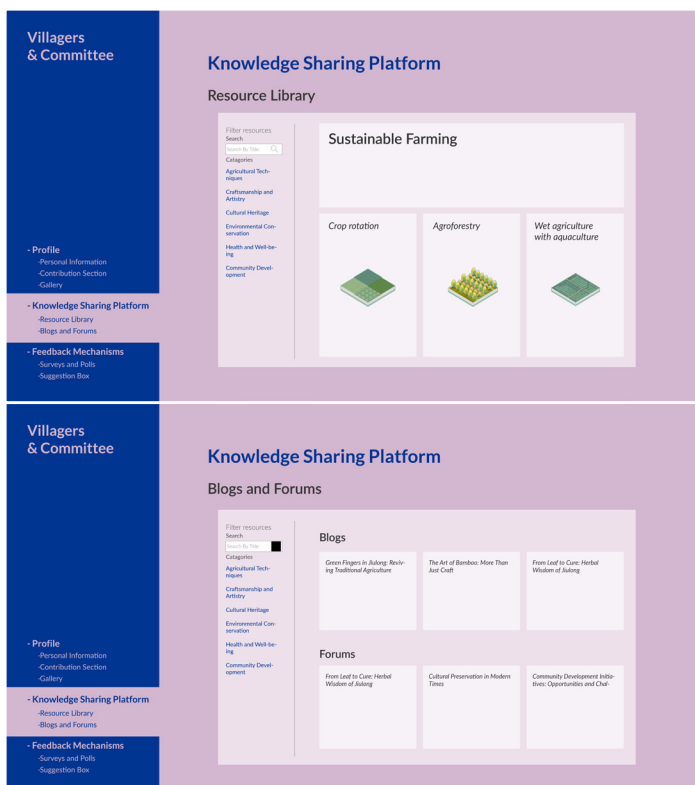 Villagers
& Committee
- Profile
-Personal Information
-Contribution Section
-Gallery
- Knowledge Sharing Platform
-Resource Library
-Blogs and Forums
- Feedback Mechanisms
-Surveys and Polls
-Suggestion Box
Knowledge Sharing Platform
Resource Library
Filter resources
Search
Search By Title
Catagories
Agricultural Tech-
niques
Craftsmanship and
Artistry
Cultural Heritage
Environmental Con-
servation
Health and Well-be-
ing
Community Devel-
opment
Sustainable Farming
Crop rotation
Agroforestry
Wet agriculture
with aquaculture
Villagers
& Committee
- Profile
-Personal Information
-Contribution Section
-Gallery
- Knowledge Sharing Platform
-Resource Library
-Blogs and Forums
- Feedback Mechanisms
-Surveys and Polls
-Suggestion Box
Knowledge Sharing Platform
Blogs and Forums
Filter resources
Search
Search By Title
Catagories
Agricultural Tech-
niques
Craftsmanship and
Artistry
Cultural Heritage
Environmental Con-
servation
Health and Well-be-
ing
Community Devel-
opment
Blogs
Green Fingers in Jiulong: Reviv-
ing Traditional Agriculture
The Art of Bamboo: More Than
Just Craft
From Leaf to Cure: Herbal
Wisdom of Jiulong
Forums
From Leaf to Cure: Herbal
Wisdom of Jiulong
Cultural Preservation in Modern
Times
Community Development Initia-
tives: Opportunities and Chal-